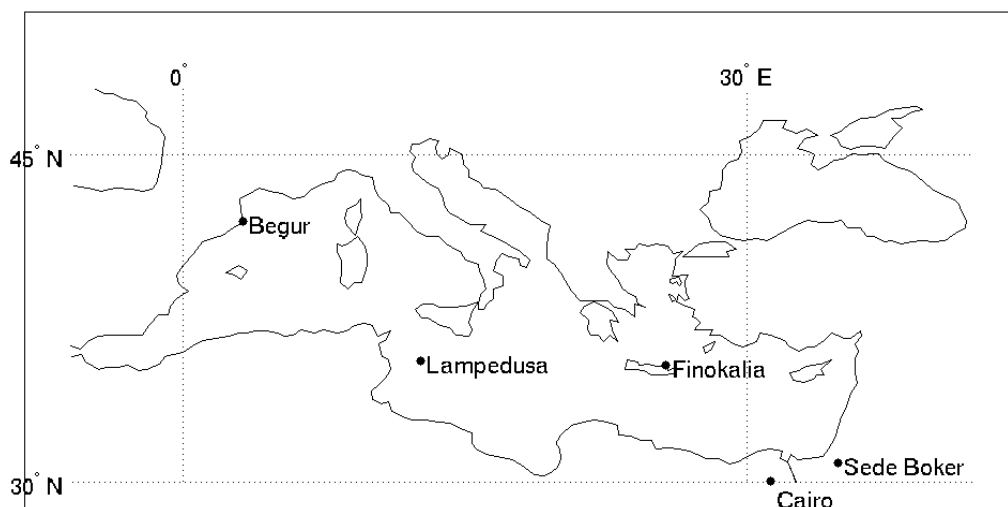 0° 30° E
45° N
Begur
Lampedusa
Finokalia
Sede Boker
30° N
Cairo